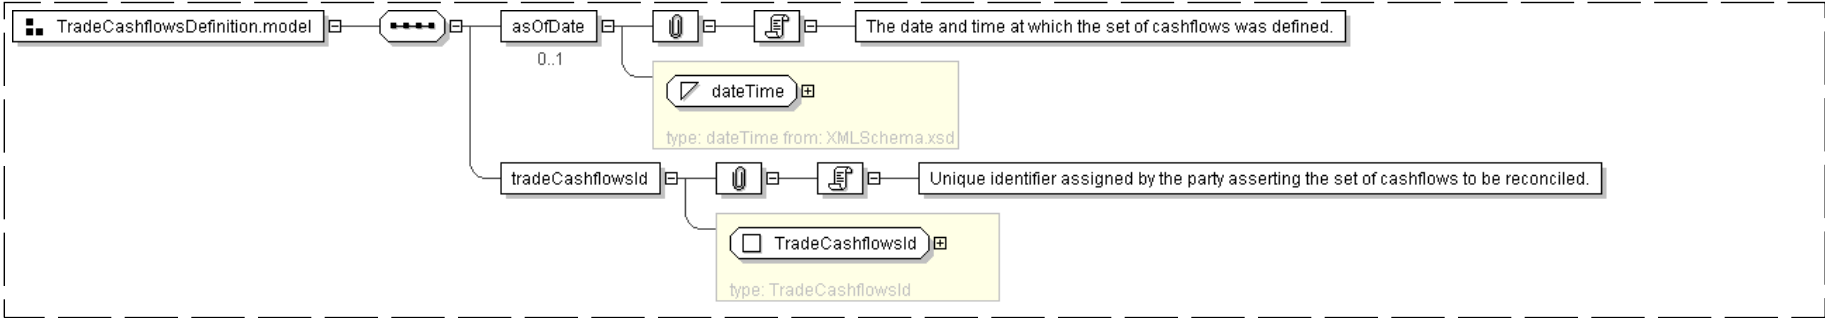 TradeCashflowsDefinition.model
asOfDate
The date and time at which the set of cashflows was defined.
0..1
dateTime
type: dateTime from: XMLSchema.xsd
tradeCashflowsId
Unique identifier assigned by the party asserting the set of cashflows to be reconciled.
TradeCashflowsId
type: TradeCashflowsId